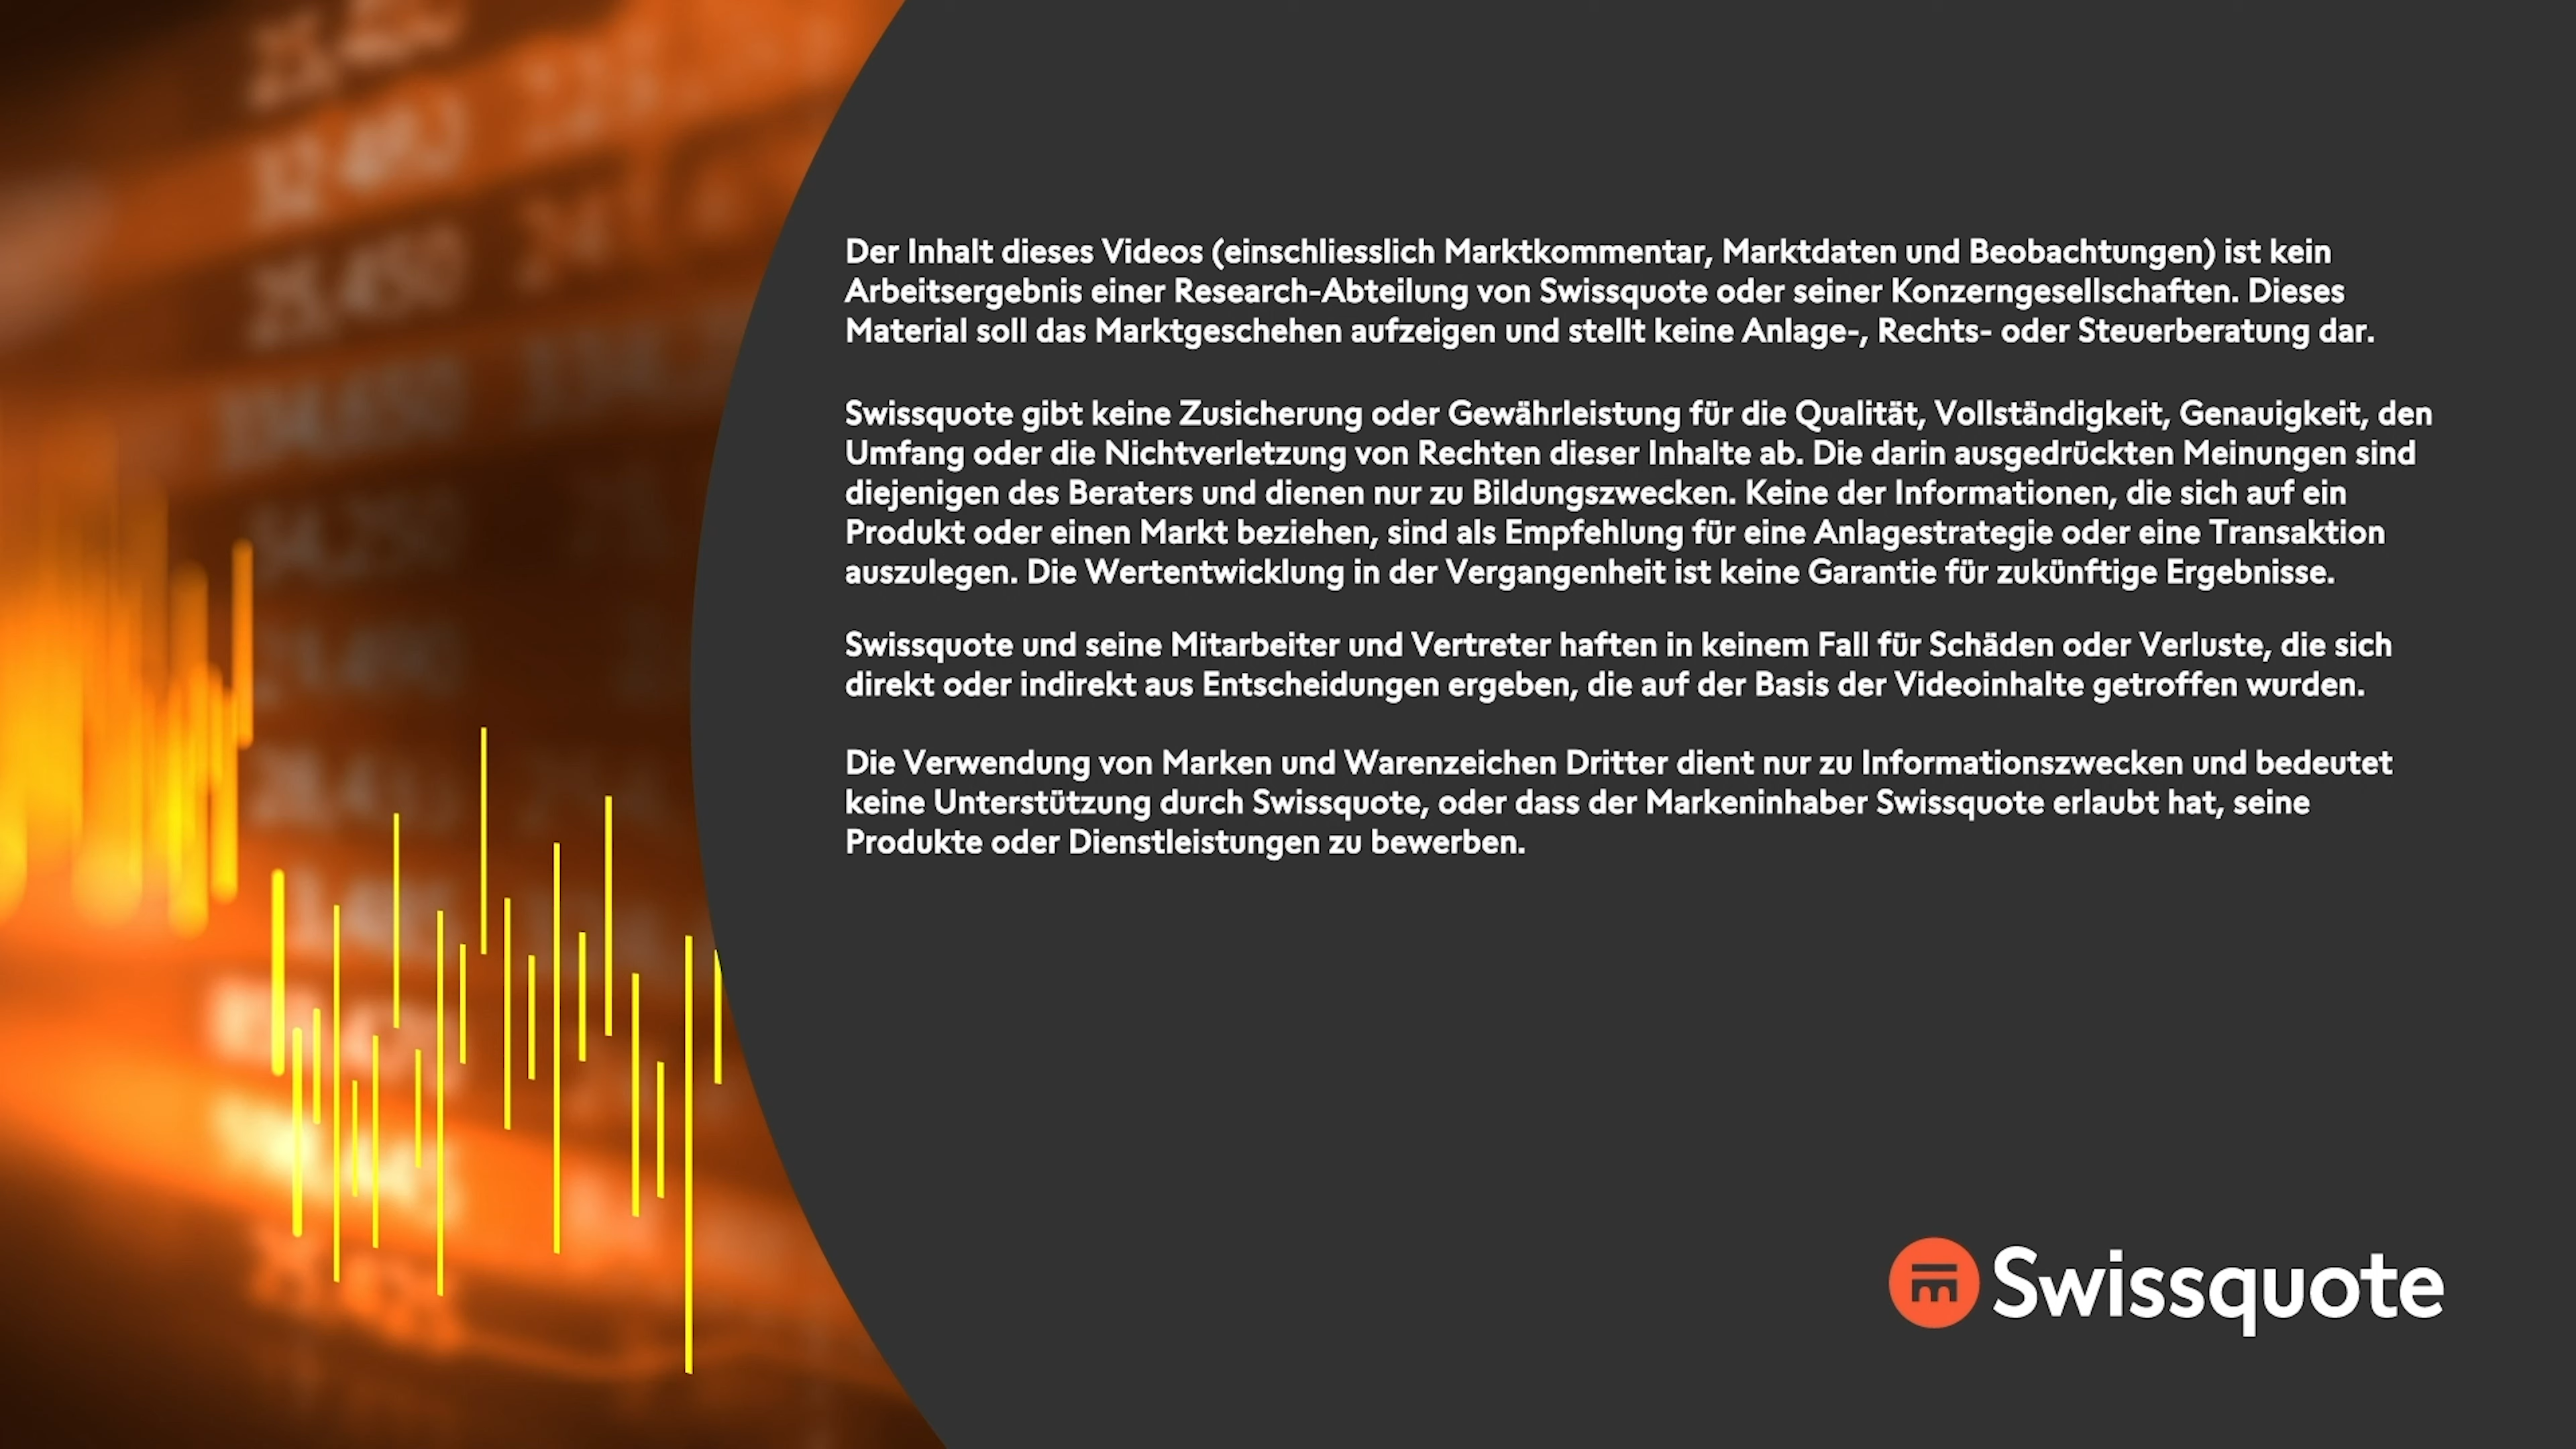 Der Inhalt dieses Videos (einschliesslich Marktkommentar, Marktdaten und Beobachtungen) ist kein
Arbeitsergebnis einer Research-Abteilung von Swissquote oder seiner Konzerngesellschaften. Dieses
Material soll das Marktgeschehen aufzeigen und stellt keine Anlage-, Rechts- oder Steuerberatung dar.
Swissquote gibt keine Zusicherung oder Gewährleistung für die Qualität, Vollständigkeit, Genauigkeit, den
Umfang oder die Nichtverletzung von Rechten dieser Inhalte ab. Die darin ausgedrückten Meinungen sind
diejenigen des Beraters und dienen nur zu Bildungszwecken. Keine der Informationen, die sich auf ein
Produkt oder einen Markt beziehen, sind als Empfehlung für eine Anlagestrategie oder eine Transaktion
auszulegen. Die Wertentwicklung in der Vergangenheit ist keine Garantie für zukünftige Ergebnisse.
Swissquote und seine Mitarbeiter und Vertreter haften in keinem Fall für Schäden oder Verluste, die sich
direkt oder indirekt aus Entscheidungen ergeben, die auf der Basis der Videoinhalte getroffen wurden.
Die Verwendung von Marken und Warenzeichen Dritter dient nur zu Informationszwecken und bedeutet
keine Unterstützung durch Swissquote, oder dass der Markeninhaber Swissquote erlaubt hat, seine
Produkte oder Dienstleistungen zu bewerben.
Swissquote